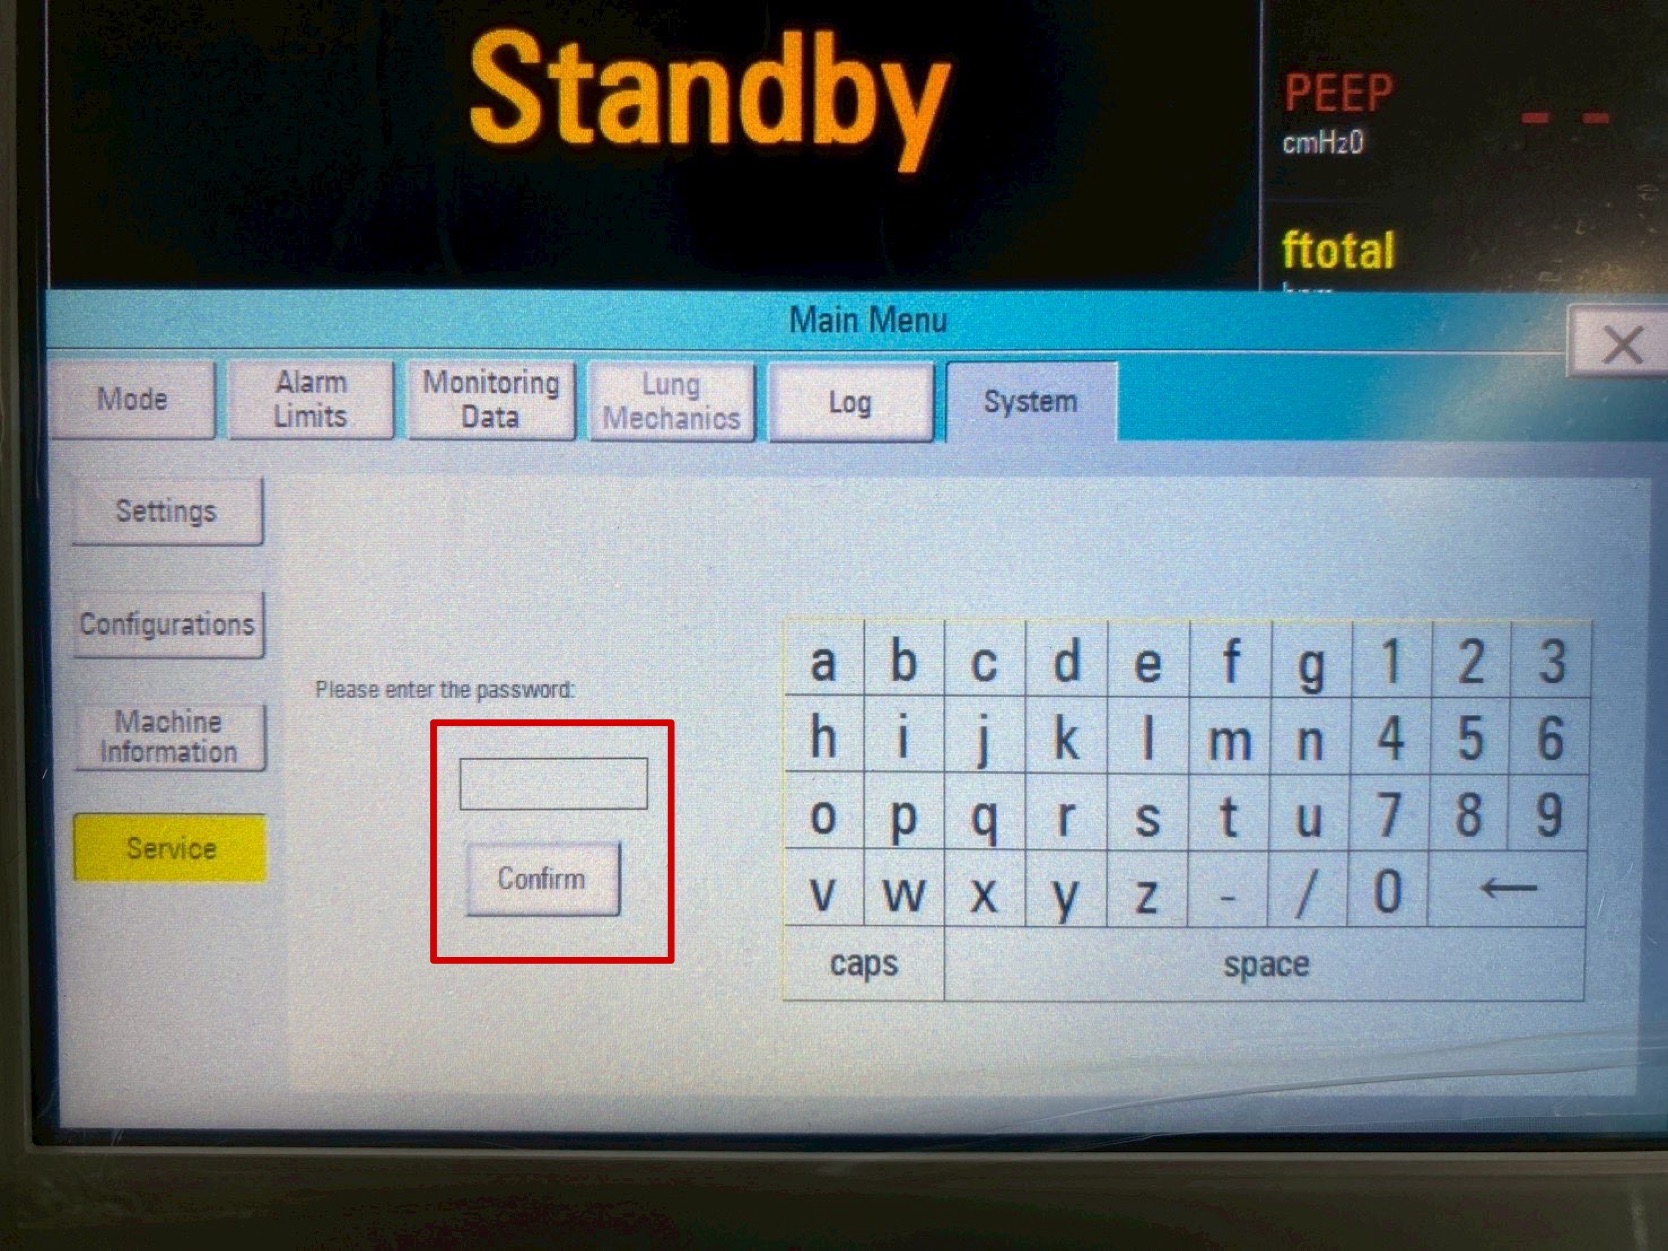 Standby
PEEP
cmH2O
- -
ftotal
Main Menu
Mode
Alarm
Limits
Monitoring
Data
Lung
Mechanics
Log
System
Settings
Configurations
Machine
Information
Service
Please enter the password:
Confirm
a b c d e f g 1 2 3
h i j k l m n 4 5 6
o p q r s t u 7 8 9
v w x y z - / 0 ←
caps space